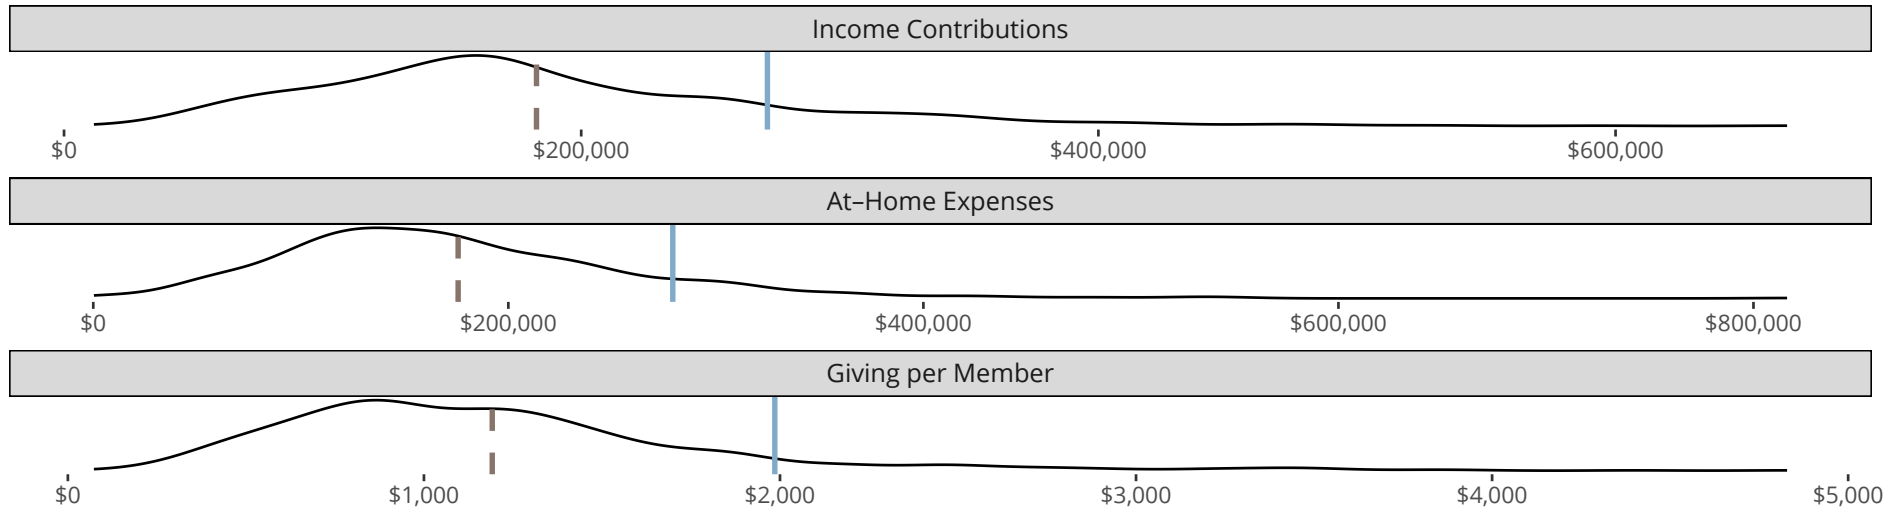 Income Contributions
$0 $200,000 $400,000 $600,000
At–Home Expenses
$0 $200,000 $400,000 $600,000 $800,000
Giving per Member
$0 $1,000 $2,000 $3,000 $4,000 $5,000